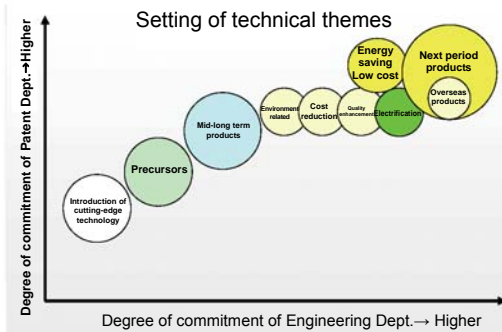 Setting of technical themes
Degree of commitment of Patent Dept.→Higher
Energy
saving
Low cost
Next period
products
Overseas
products
Environment
related
Cost
reduction
Quality
enhancement
Electrification
Mid-long term
products
Precursors
Introduction of
cutting-edge
technology
Degree of commitment of Engineering Dept.→ Higher